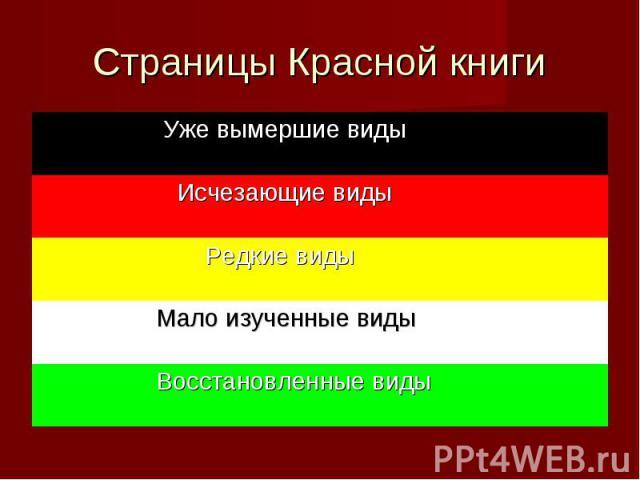 Страницы Красной книги
Уже вымершие виды
Исчезающие виды
Редкие виды
Мало изученные виды
Восстановленные виды
PPt4WEB.ru